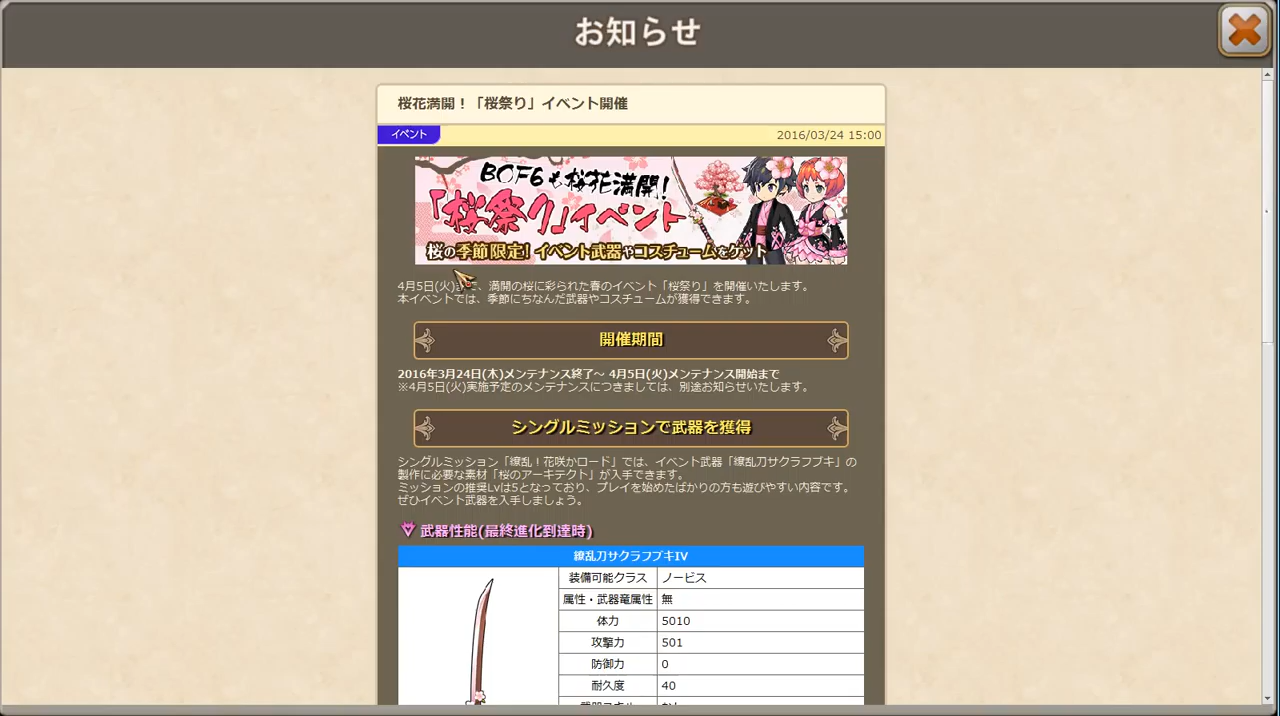 お知らせ
桜花満開！「桜祭り」イベント開催
イベント
2016/03/24 15:00
BOF6も桜花満開!
「桜祭り」イベント
桜の季節限定!イベント武器やコスチュームをゲット
4月5日(火)まで、満開の桜に彩られた春のイベント「桜祭り」を開催いたします。
本イベントでは、季節にちなんだ武器やコスチュームが獲得できます。
開催期間
2016年3月24日(木)メンテナンス終了～ 4月5日(火)メンテナンス開始まで
※4月5日(火)実施予定のメンテナンスにつきましては、別途お知らせいたします。
シングルミッションで武器を獲得
シングルミッション「繚乱！花咲かロード」では、イベント武器「繚乱刀サクラフブキ」の
製作に必要な素材「桜のアーキテクト」が入手できます。
ミッションの推奨Lvは5となっており、プレイを始めたばかりの方も遊びやすい内容です。
ぜひイベント武器を入手しましょう。
武器性能(最終進化到達時)
繚乱刀サクラフブキIV
装備可能クラス ノービス
属性・武器竜属性 無
体力 5010
攻撃力 501
防御力 0
耐久度 40